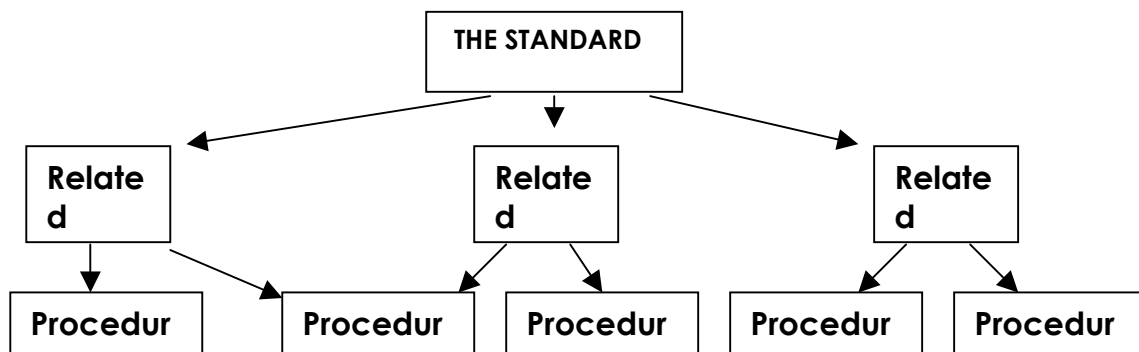 THE STANDARD
Relate
d
Relate
d
Relate
d
Procedur
Procedur
Procedur
Procedur
Procedur